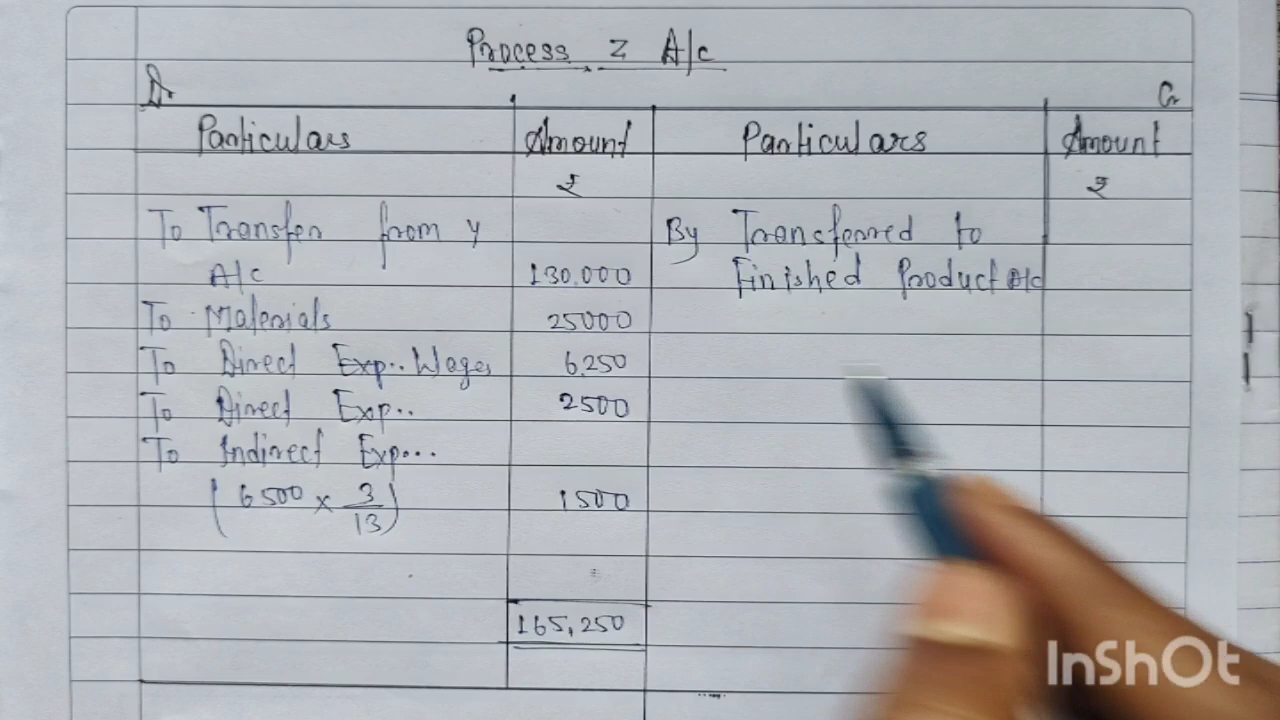 Process Z A/c
Dr Cr
Particulars Amount Particulars Amount
₹ ₹
To Transfer from Y By Transferred to
A/c 130,000 Finished Product A/c
To Materials 25000
To Direct Exp.. Wages 6,250
To Direct Exp.. 2500
To Indirect Exp...
(6500 × 3/13) 1500
165,250
InShOt